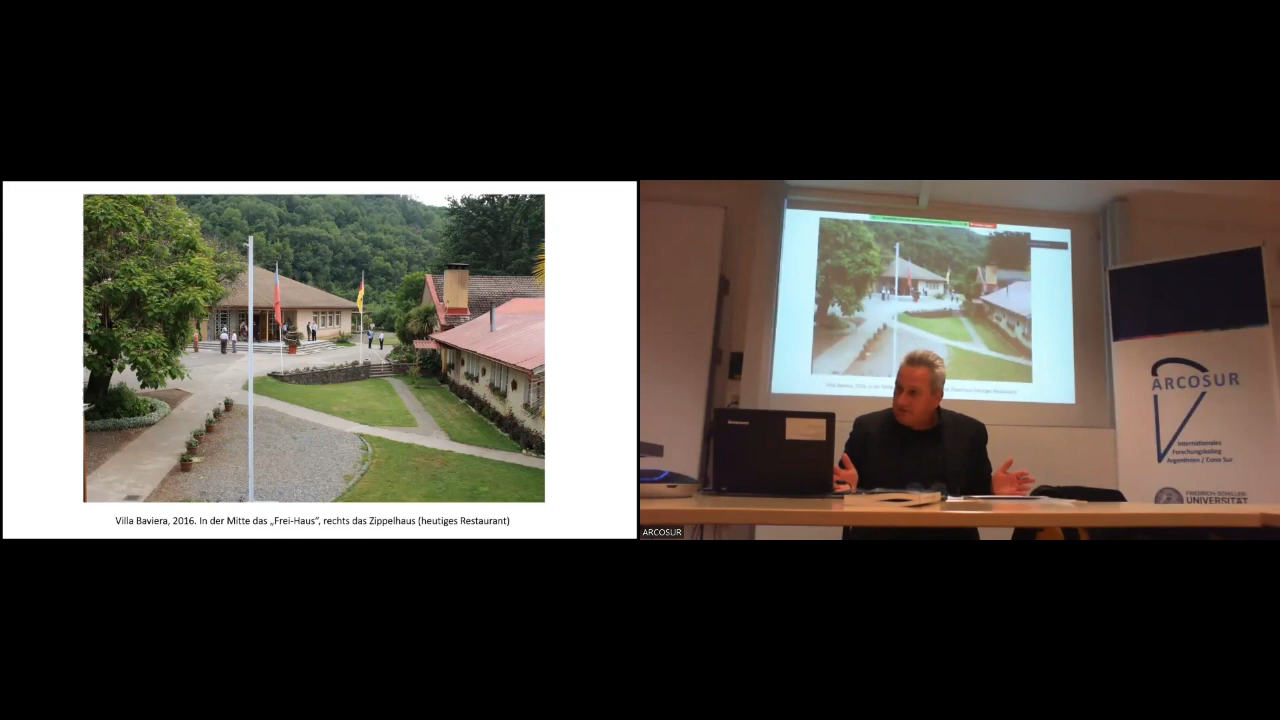 Villa Baviera, 2016. In der Mitte das „Frei-Haus”, rechts das Zippelhaus (heutiges Restaurant)
ARCOSUR
Internationales
Forschungskolleg
Argentinien / Cono Sur
FRIEDRICH-SCHILLER-
UNIVERSITÄT
lenovo
ARCOSUR